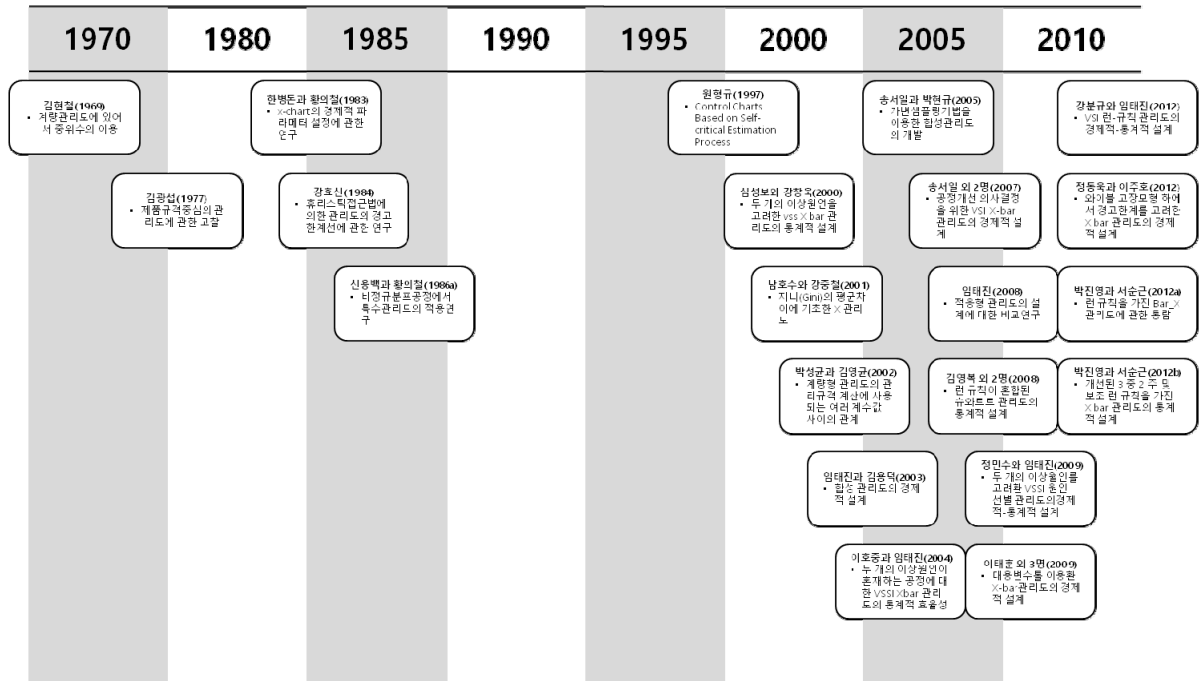 1970 1980 1985 1990 1995 2000 2005 2010
김현철(1969)
• 계량관리도에 있어
서 중위수의 이용
한병돈과 황의철(1983)
• x-chart의 경제적 파
라메터 설정에 관한
연구
원형규(1997)
• Control Charts
Based on Self-
critical Estimation
Process
송서일과 박현규(2005)
• 가변샘플링기법을
이용한 합성관리도
의 개발
강분규와 임태진(2012)
• VSI 런-규칙 관리도의
경제적-통계적 설계
김광섭(1977)
• 제품규격중심의 관
리도에 관한 고찰
강효신(1984)
• 휴리스틱접근법에
의한 관리도의 경고
한계선에 관한 연구
심성보와 강창욱(2000)
• 두 개의 이상원인을
고려한 vss X bar 관
리도의 통계적 설계
송서일 외 2명(2007)
• 공정개선 의사결정
을 위한 VSI X-bar
관리도의 경제적 설
계
정동욱과 이주호(2012)
• 와이블 고장모형 하에
서 경고한계를 고려한
X bar 관리도의 경제
적 설계
신용백과 황의철(1986a)
• 비정규분포공정에서
특수관리도의 적용연
구
남호수와 강중철(2001)
• 지니(Gini)의 평균차
이에 기초한 X 관리
도
임태진(2008)
• 적응형 관리도의 설
계에 대한 비교연구
박진영과 서순근(2012a)
• 런 규칙을 가진 Bar_X
관리도에 관한 통람
박성균과 김영균(2002)
• 계량형 관리도의 관
리규격 계산에 사용
되는 여러 계수값
사이의 관계
김영복 외 2명(2008)
• 런 규칙이 혼합된
슈와르트 관리도의
통계적 설계
박진영과 서순근(2012b)
• 개선된 3 중 2 주 및
보조 런 규칙을 가진
X bar 관리도의 통계
적 설계
임태진과 김용덕(2003)
• 합성 관리도의 경제
적 설계
정민수와 임태진(2009)
• 두 개의 이상원인를
고려환 VSSI 원인
선별 관리도의경제
적-통계적 설계
이호중과 임태진(2004)
• 두 개의 이상원인이
혼재하는 공정에 대
한 VSSI Xbar 관리
도의 통계적 효율성
이태훈 외 3명(2009)
• 대용변수를 이용환
X-bar관리도의 경제
적 설계